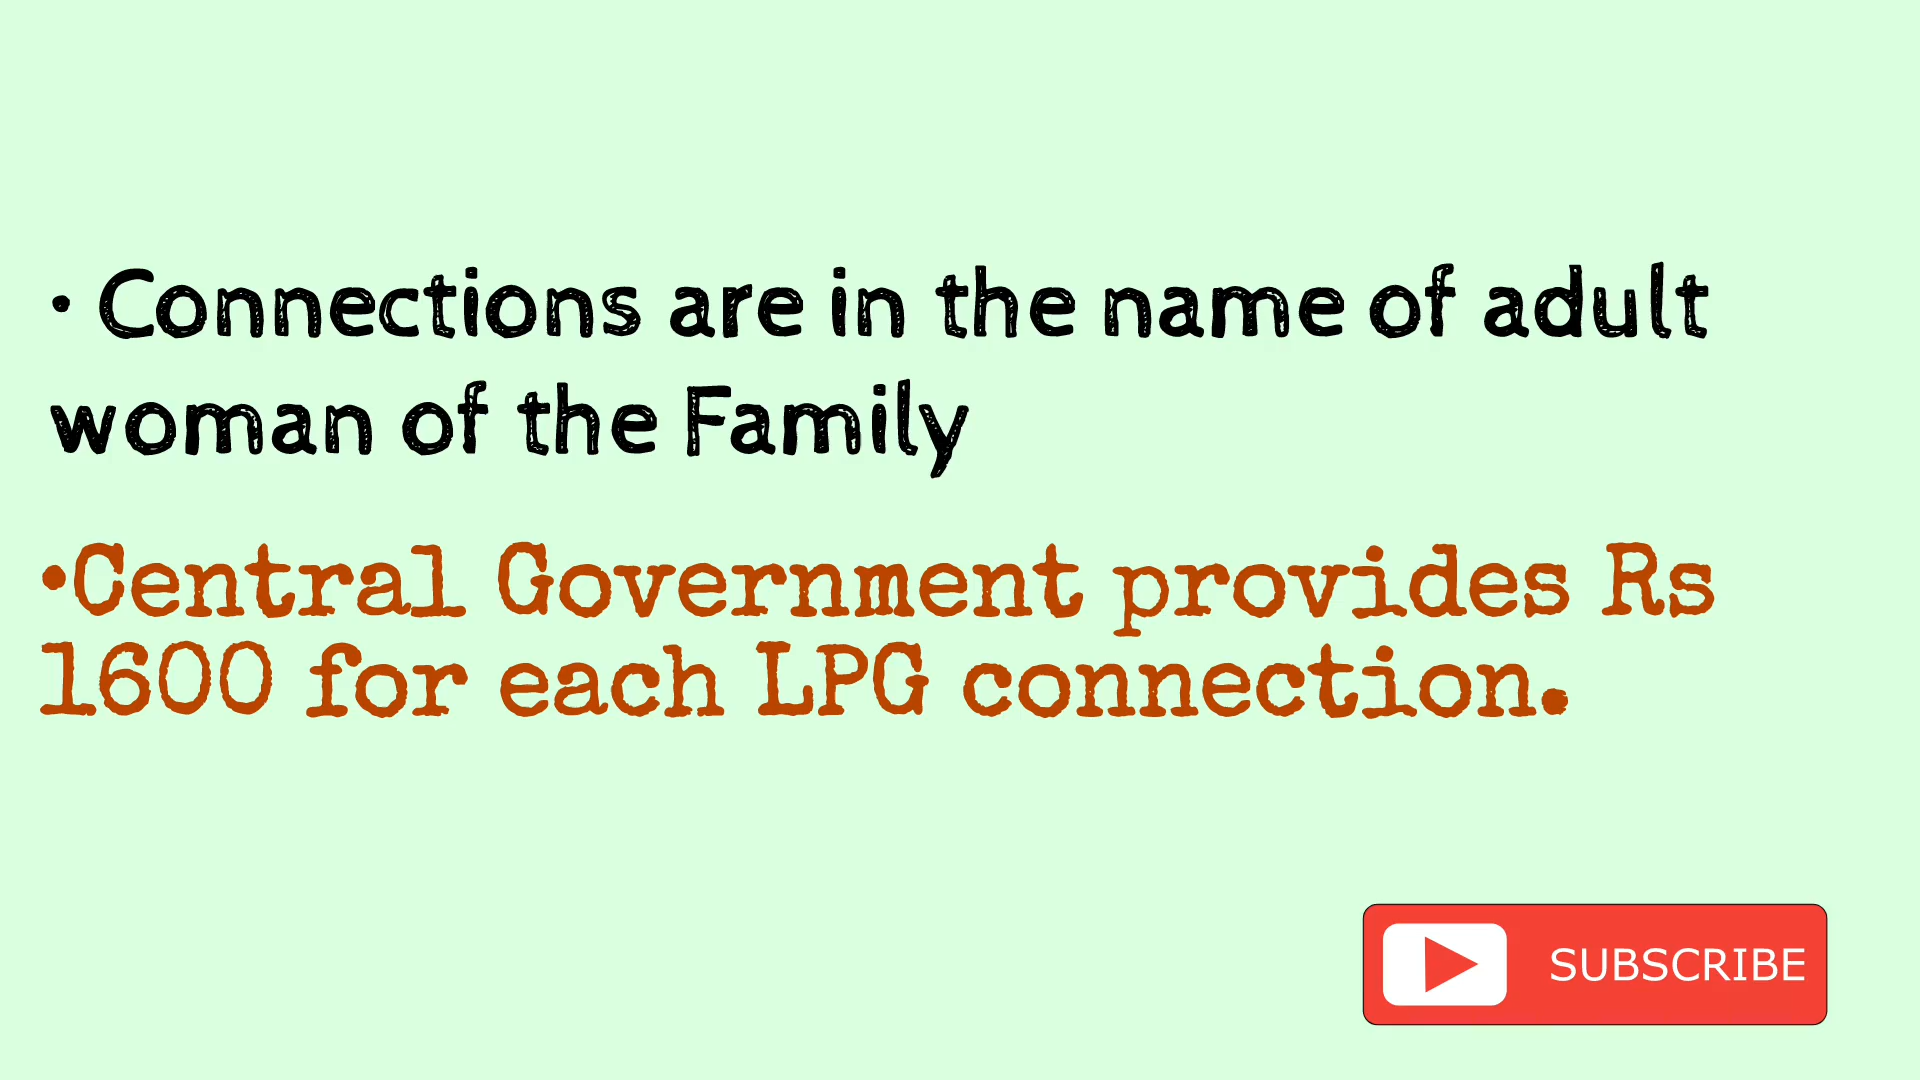 • Connections are in the name of adult
woman of the Family
•Central Government provides Rs
1600 for each LPG connection.
SUBSCRIBE